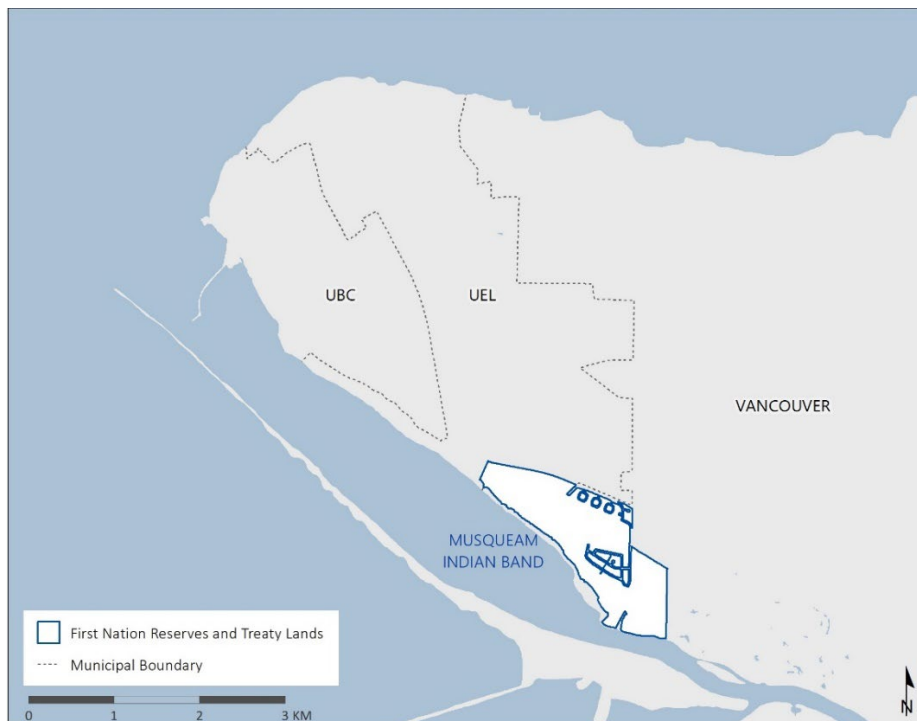 UBC
UEL
VANCOUVER
MUSQUEAM
INDIAN BAND
First Nation Reserves and Treaty Lands
Municipal Boundary
0 1 2 3 KM
N